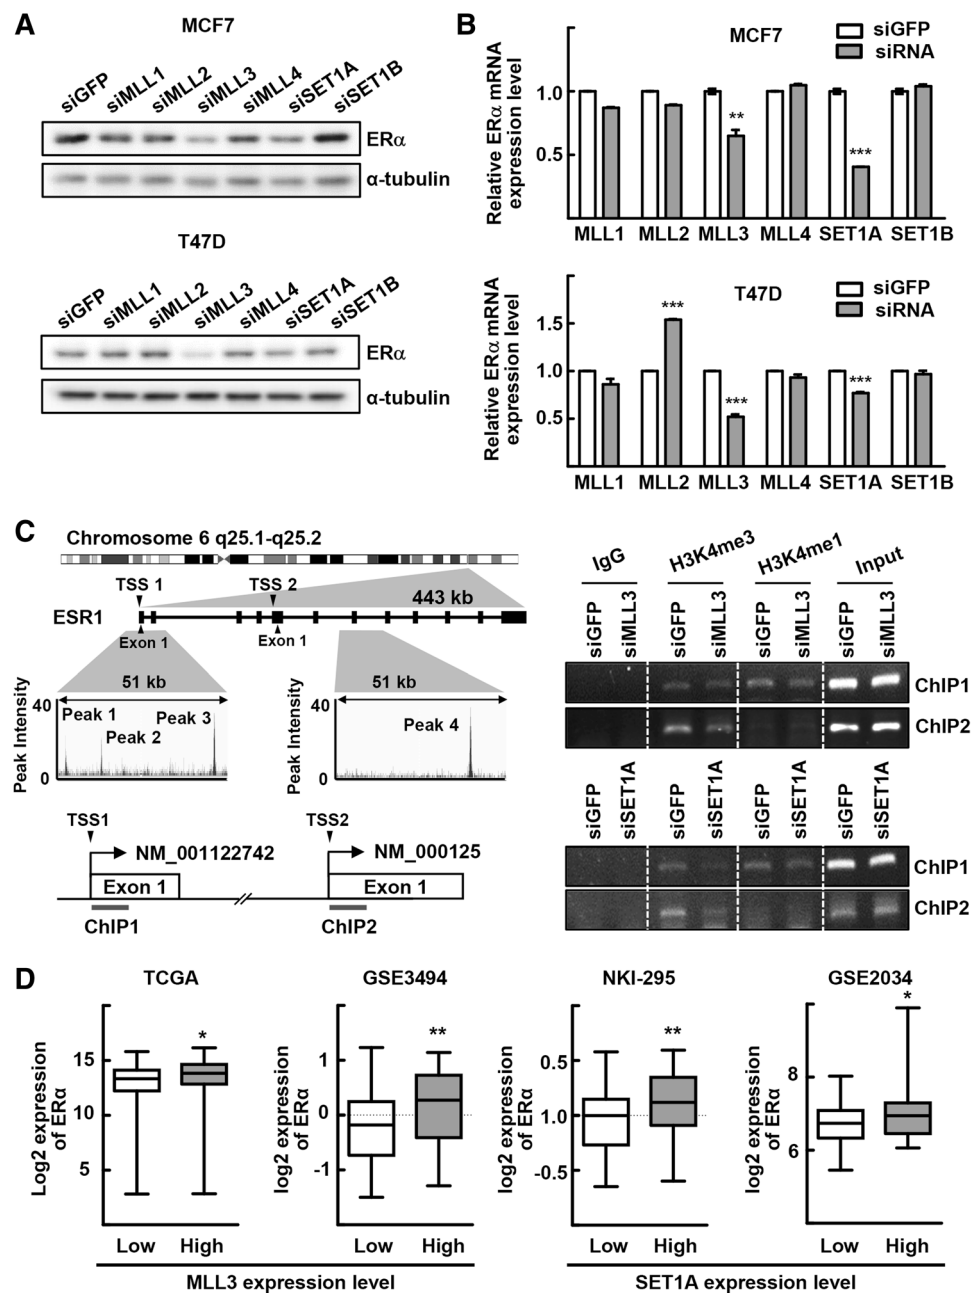 A
MCF7
siGFP siMLL1 siMLL2 siMLL3 siMLL4 siSET1A siSET1B
ERα
α-tubulin
T47D
siGFP siMLL1 siMLL2 siMLL3 siMLL4 siSET1A siSET1B
ERα
α-tubulin
B
MCF7
siGFP
siRNA
Relative ERα mRNA
expression level
1.0
0.5
**
***
MLL1 MLL2 MLL3 MLL4 SET1A SET1B
T47D
siGFP
siRNA
Relative ERα mRNA
expression level
1.5
1.0
0.5
***
***
***
MLL1 MLL2 MLL3 MLL4 SET1A SET1B
C
Chromosome 6 q25.1-q25.2
TSS 1 TSS 2
443 kb
ESR1
Exon 1 Exon 1
51 kb 51 kb
Peak Intensity
40
0
Peak 1
Peak 2
Peak 3
Peak Intensity
40
0
Peak 4
TSS1 TSS2
NM_001122742 NM_000125
Exon 1 Exon 1
ChIP1 ChIP2
IgG H3K4me3 H3K4me1 Input
siGFP siMLL3 siGFP siMLL3 siGFP siMLL3 siGFP siMLL3
ChIP1
ChIP2
siGFP siSET1A siGFP siSET1A siGFP siSET1A siGFP siSET1A
ChIP1
ChIP2
D
TCGA GSE3494 NKI-295 GSE2034
Log2 expression
of ERα
15
10
5
*
log2 expression
of ERα
1
0
-1
**
log2 expression
of ERα
0.5
1.0
-0.5
**
log2 expression
of ERα
8
6
*
Low High Low High Low High Low High
MLL3 expression level SET1A expression level